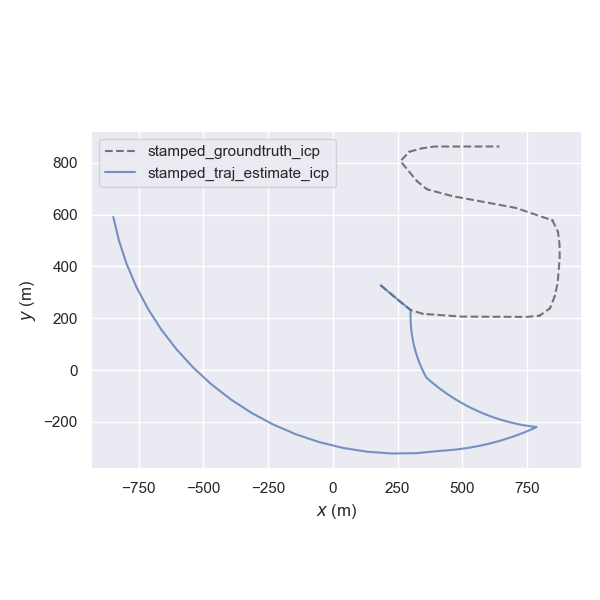 stamped_groundtruth_icp
stamped_traj_estimate_icp
800
600
400
200
0
−200
y (m)
−750 −500 −250 0 250 500 750
x (m)